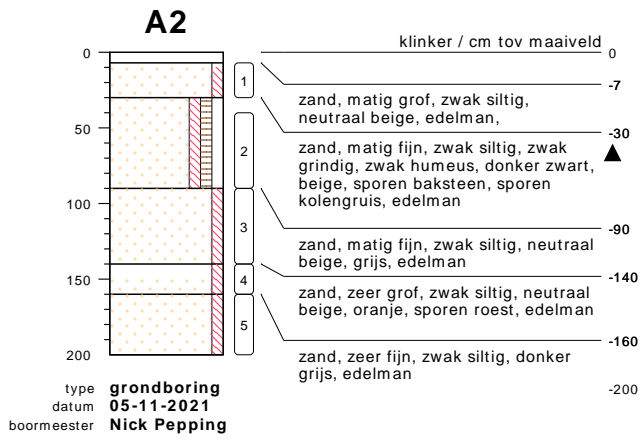 A2
klinker / cm tov maaiveld
0
0
-7
1
zand, matig grof, zwak siltig,
neutraal beige, edelman,
-30
50
2
zand, matig fijn, zwak siltig, zwak
grindig, zwak humeus, donker zwart,
beige, sporen baksteen, sporen
kolengruis, edelman
-90
100
3
zand, matig fijn, zwak siltig, neutraal
beige, grijs, edelman
-140
150
4
zand, zeer grof, zwak siltig, neutraal
beige, oranje, sporen roest, edelman
-160
5
200
zand, zeer fijn, zwak siltig, donker
grijs, edelman
-200
type grondboring
datum 05-11-2021
boormeester Nick Pepping